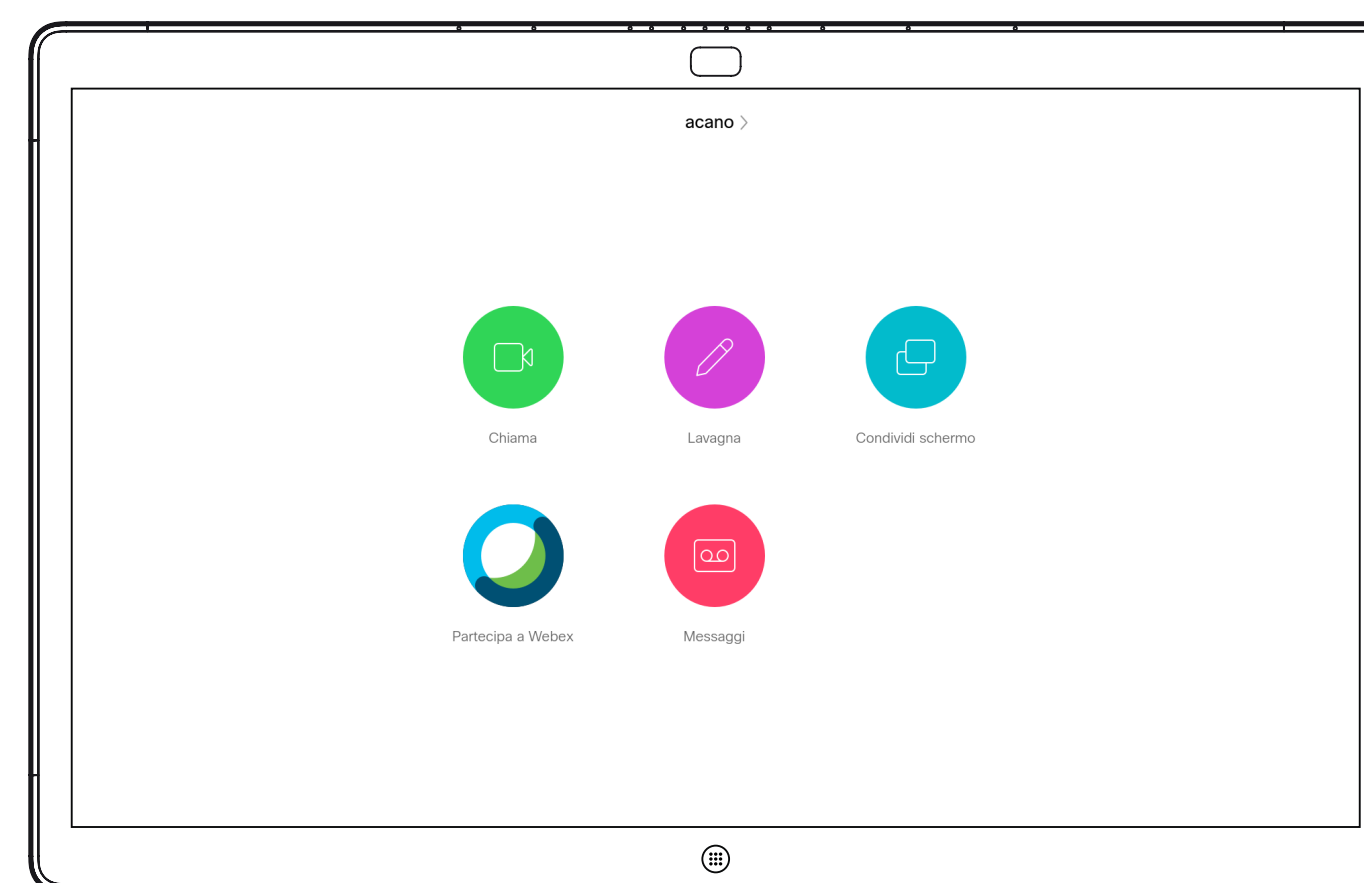 acano
Chiama
Lavagna
Condividi schermo
Partecipa a Webex
Messaggi